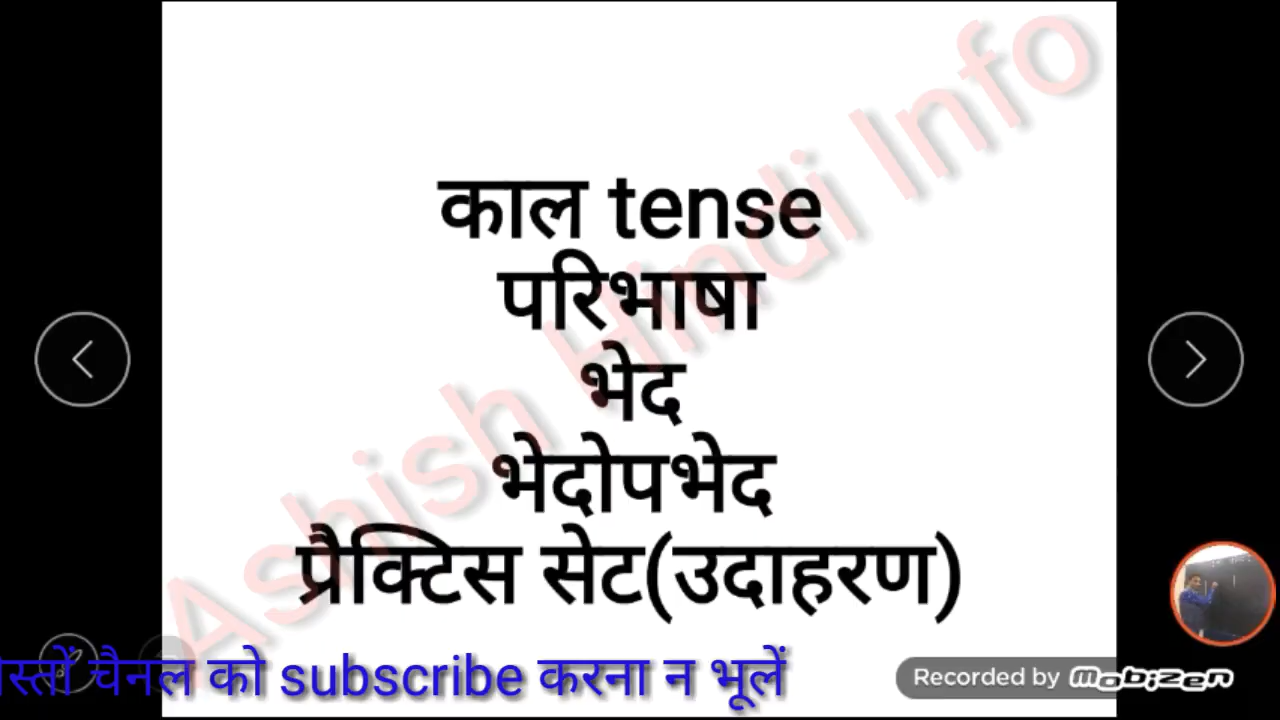 Ashish Hindi Info
काल tense
परिभाषा
भेद
भेदोपभेद
प्रैक्टिस सेट(उदाहरण)
चैनल को subscribe करना न भूलें
Recorded by Mobizen